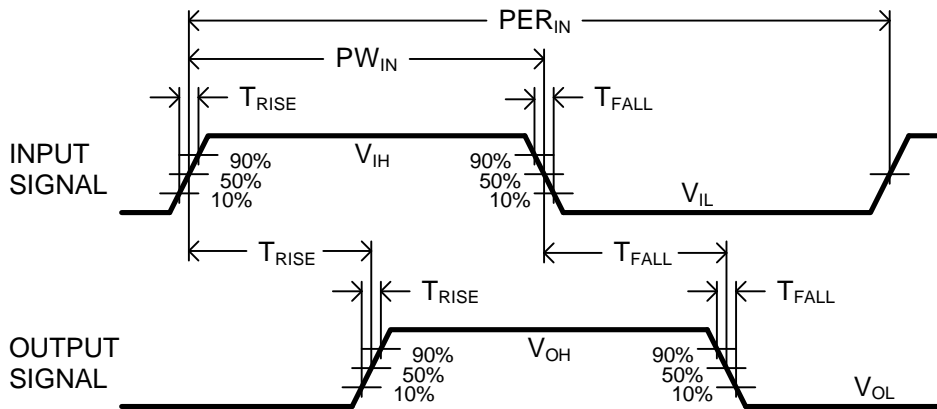 PER_IN
PW_IN
T_RISE
T_FALL
INPUT
SIGNAL
V_IH
90%
50%
10%
90%
50%
10%
V_IL
T_RISE
T_FALL
T_RISE
T_FALL
OUTPUT
SIGNAL
V_OH
90%
50%
10%
90%
50%
10%
V_OL